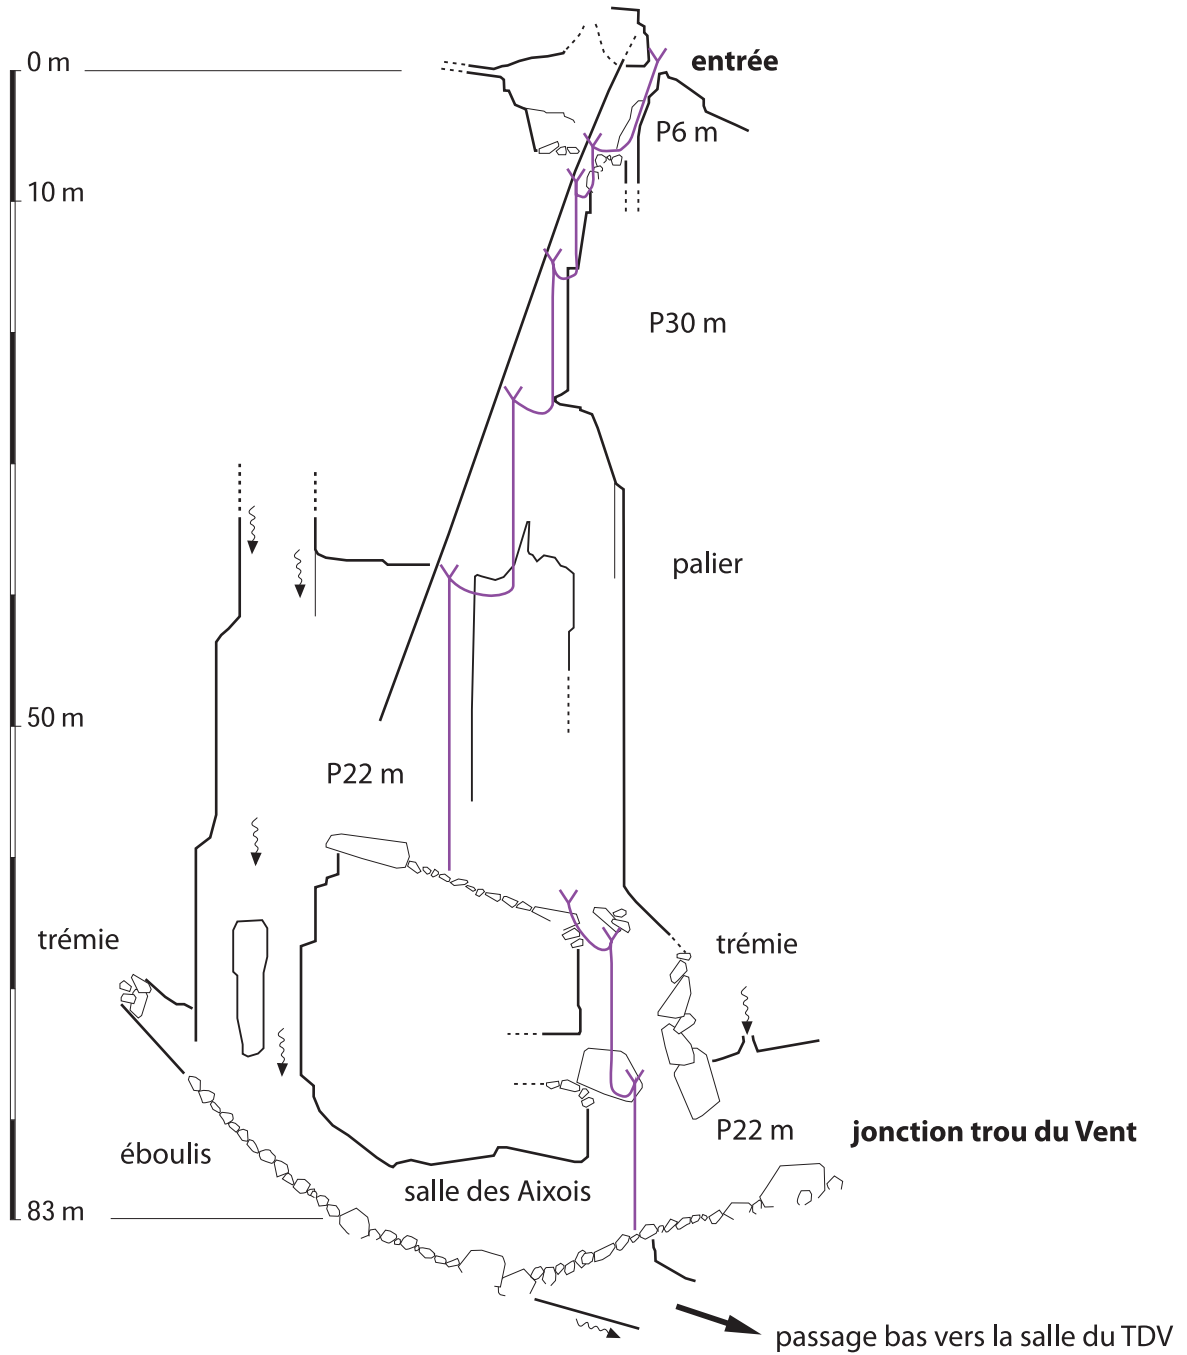 0 m
entrée
P6 m
10 m
P30 m
palier
50 m
P22 m
trémie
trémie
P22 m
jonction trou du Vent
éboulis
salle des Aixois
83 m
passage bas vers la salle du TDV